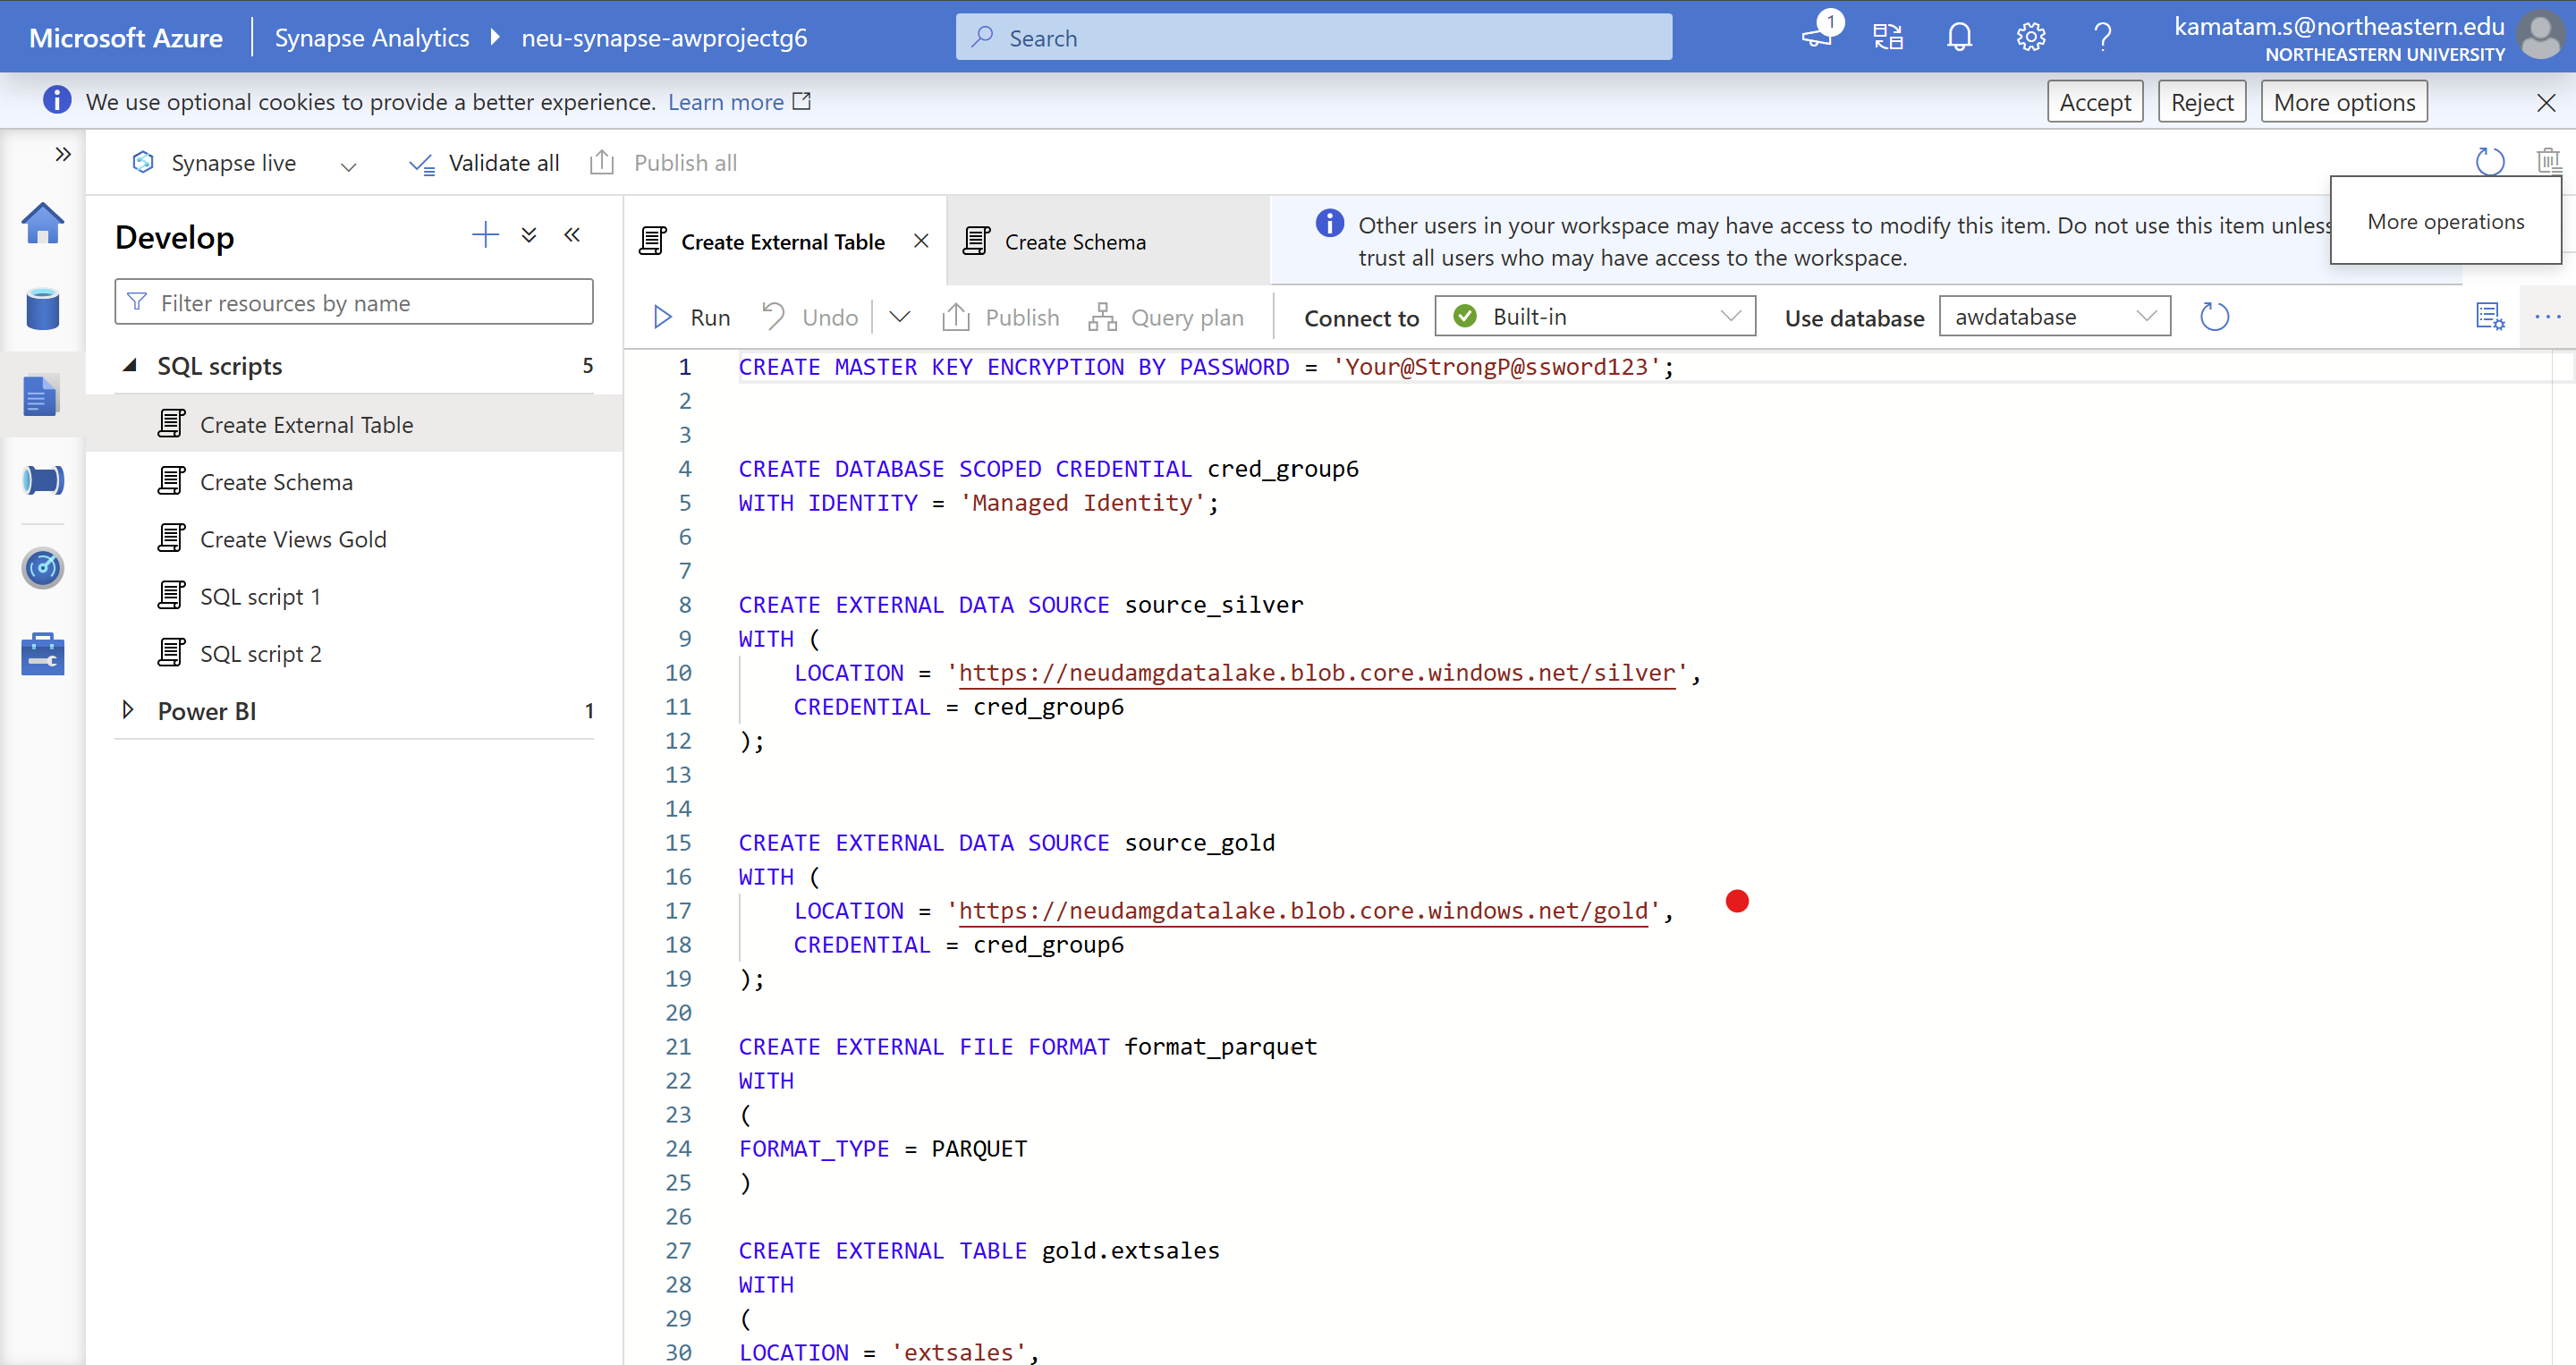 Microsoft Azure
Synapse Analytics
neu-synapse-awprojectg6
Search
1
kamatam.s@northeastern.edu
NORTHEASTERN UNIVERSITY
We use optional cookies to provide a better experience. Learn more
Accept
Reject
More options
Synapse live
Validate all
Publish all
More operations
Develop
Filter resources by name
SQL scripts 5
Create External Table
Create Schema
Create Views Gold
SQL script 1
SQL script 2
Power BI 1
Create External Table
Create Schema
Other users in your workspace may have access to modify this item. Do not use this item unless
trust all users who may have access to the workspace.
Run
Undo
Publish
Query plan
Connect to
Built-in
Use database
awdatabase
1 CREATE MASTER KEY ENCRYPTION BY PASSWORD = 'Your@StrongP@ssword123';
2
3
4 CREATE DATABASE SCOPED CREDENTIAL cred_group6
5 WITH IDENTITY = 'Managed Identity';
6
7
8 CREATE EXTERNAL DATA SOURCE source_silver
9 WITH (
10 LOCATION = 'https://neudamgdatalake.blob.core.windows.net/silver',
11 CREDENTIAL = cred_group6
12 );
13
14
15 CREATE EXTERNAL DATA SOURCE source_gold
16 WITH (
17 LOCATION = 'https://neudamgdatalake.blob.core.windows.net/gold',
18 CREDENTIAL = cred_group6
19 );
20
21 CREATE EXTERNAL FILE FORMAT format_parquet
22 WITH
23 (
24 FORMAT_TYPE = PARQUET
25 )
26
27 CREATE EXTERNAL TABLE gold.extsales
28 WITH
29 (
30 LOCATION = 'extsales',